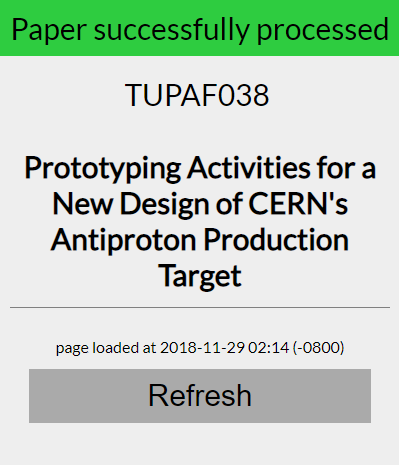 Paper successfully processed
TUPAF038
Prototyping Activities for a
New Design of CERN's
Antiproton Production
Target
page loaded at 2018-11-29 02:14 (-0800)
Refresh